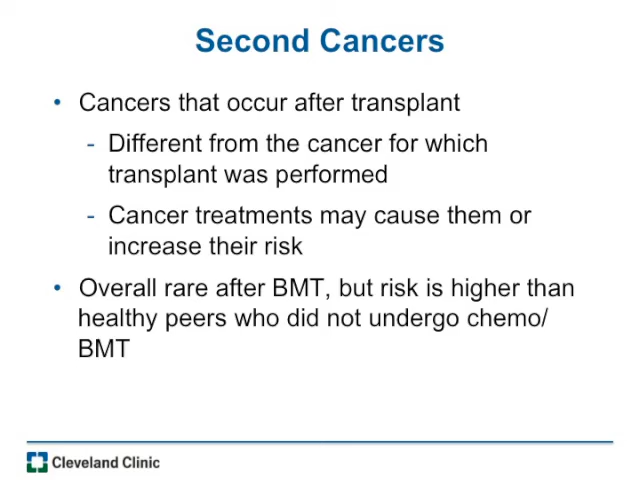 Second Cancers
• Cancers that occur after transplant
- Different from the cancer for which
transplant was performed
- Cancer treatments may cause them or
increase their risk
• Overall rare after BMT, but risk is higher than
healthy peers who did not undergo chemo/
BMT
Cleveland Clinic